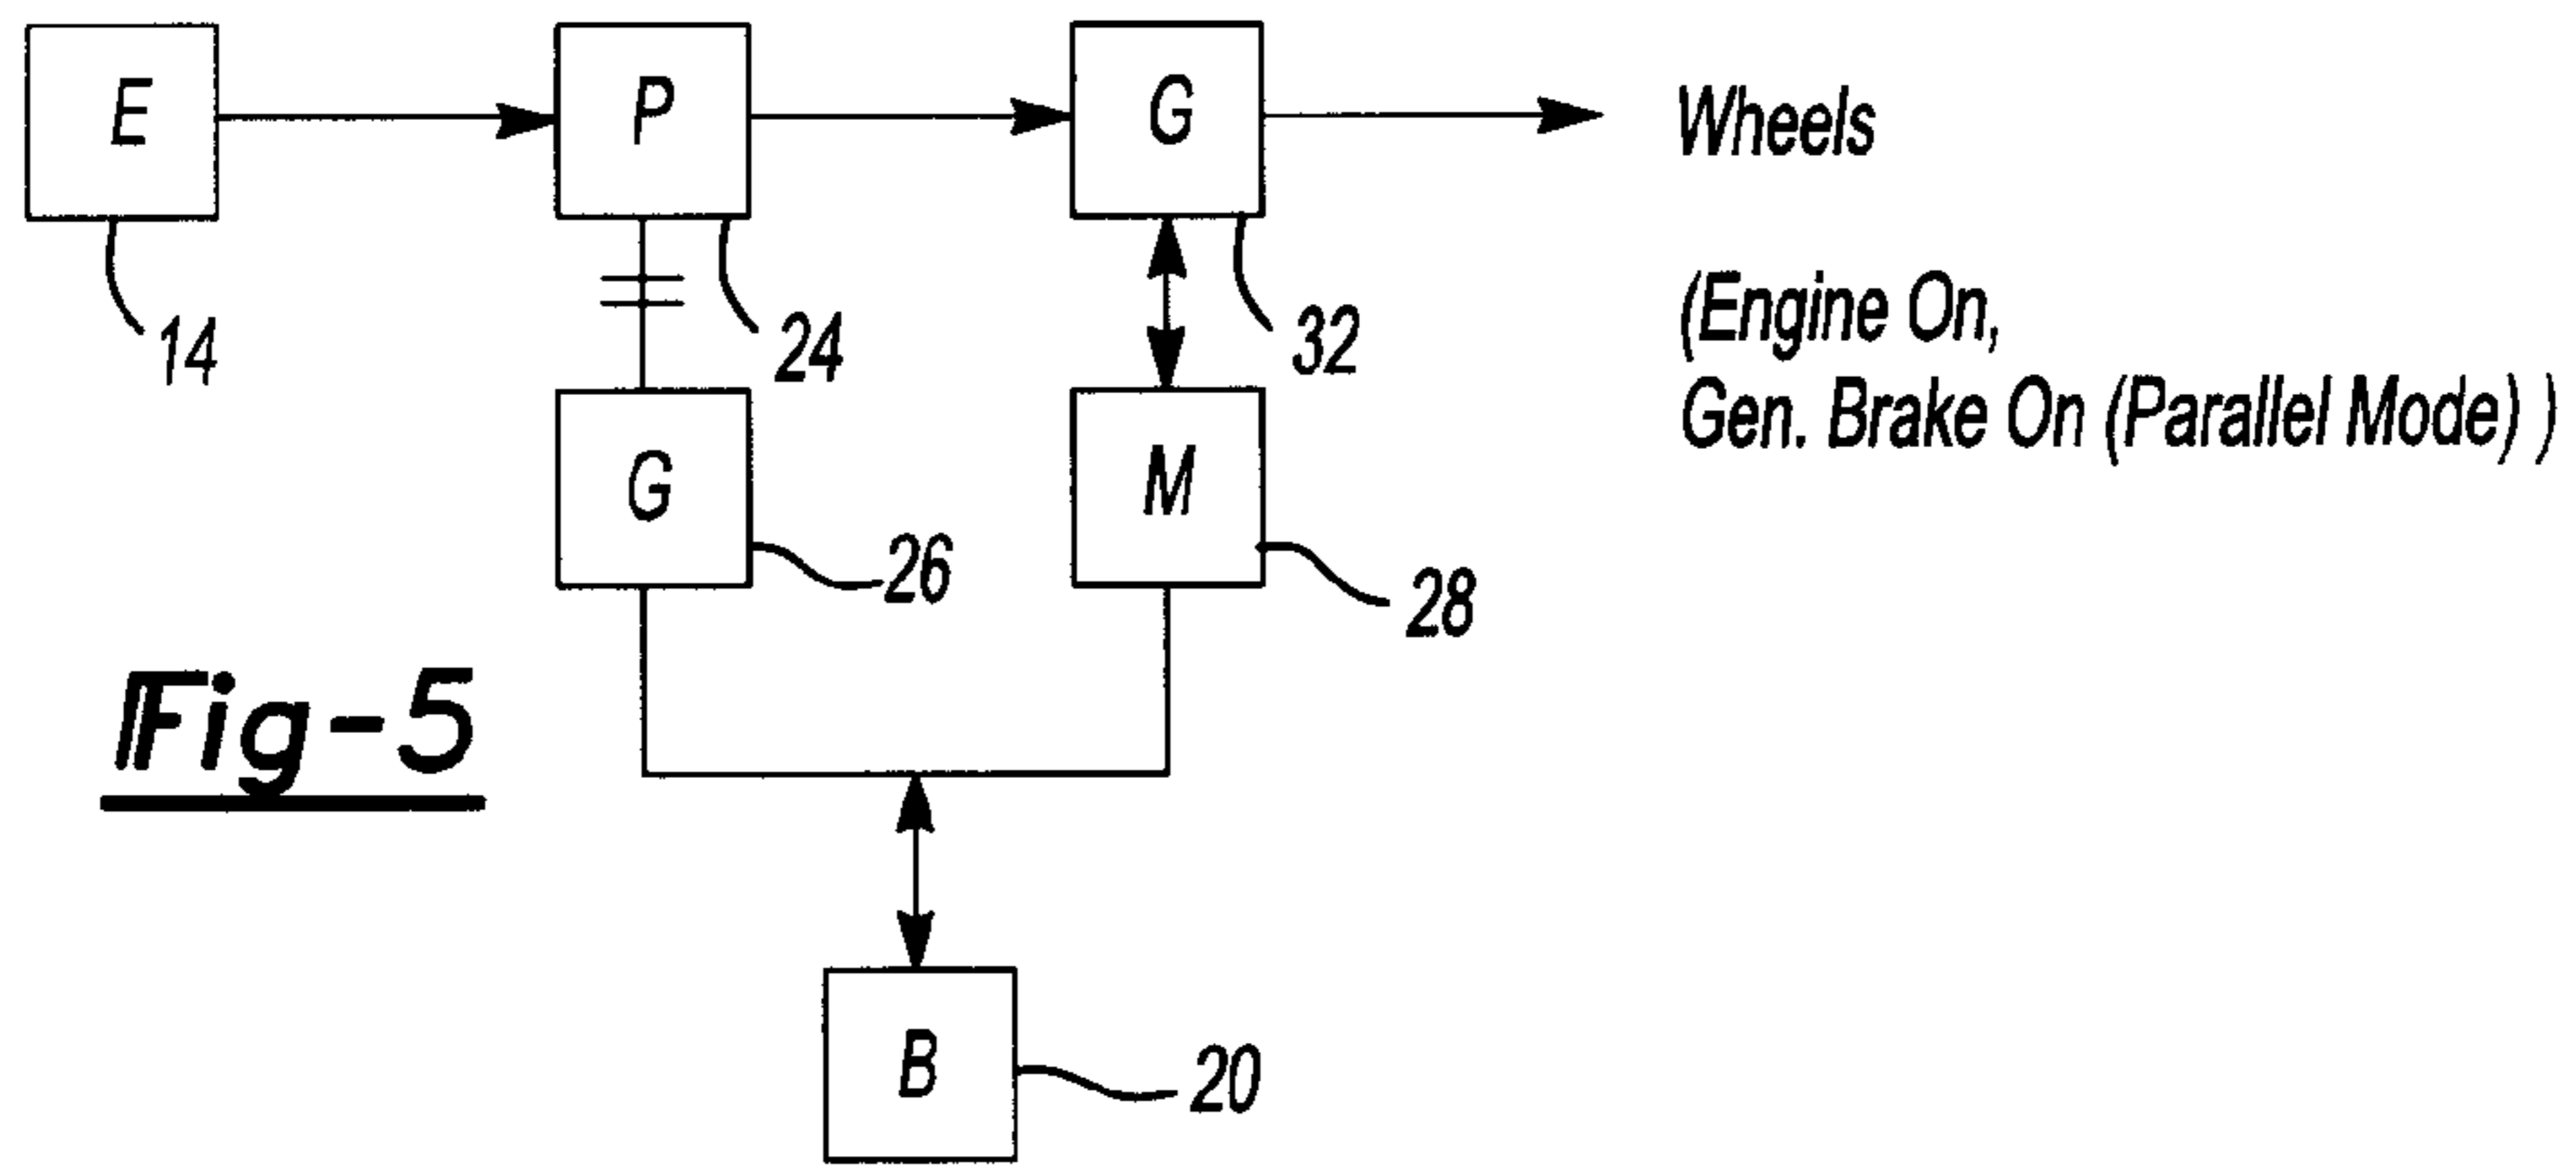 E
P
G
Wheels
14
24
32
(Engine On,
Gen. Brake On (Parallel Mode) )
G
M
26
28
Fig-5
B
20